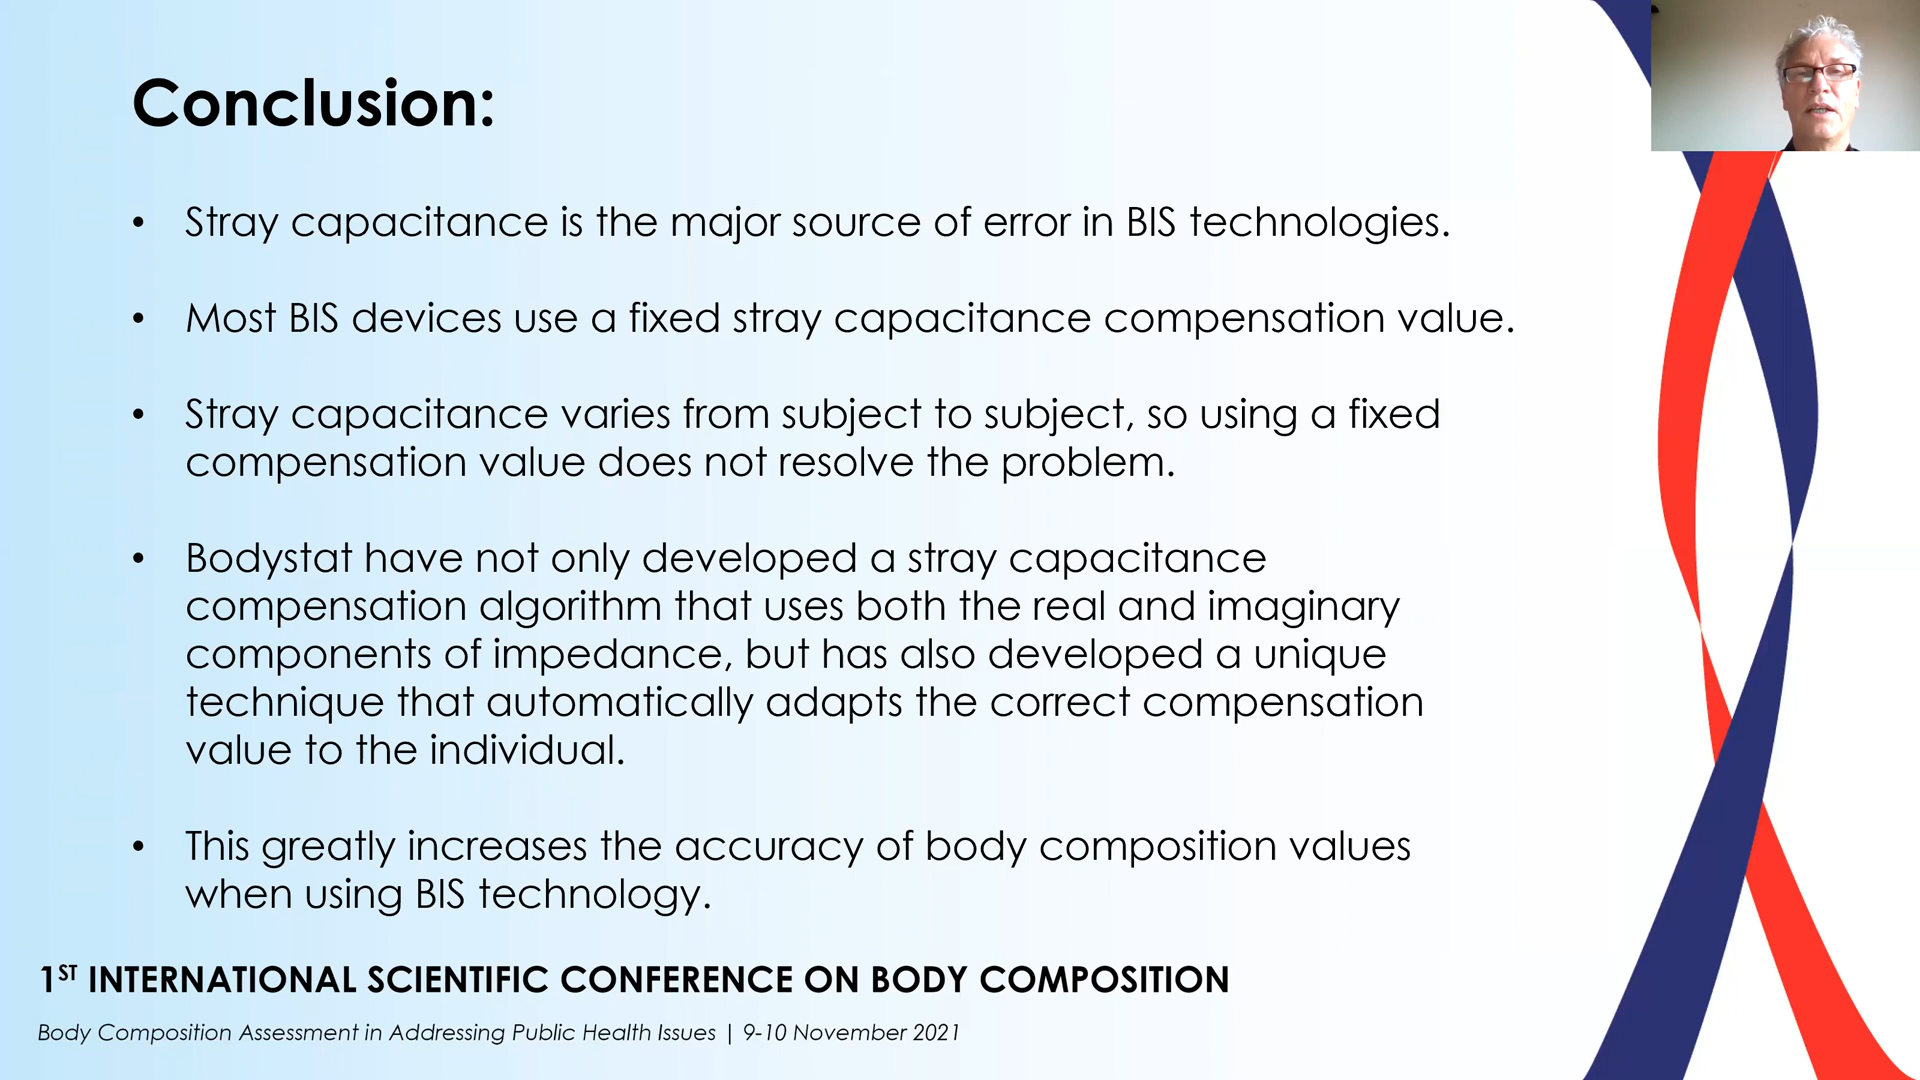 Conclusion:
• Stray capacitance is the major source of error in BIS technologies.
• Most BIS devices use a fixed stray capacitance compensation value.
• Stray capacitance varies from subject to subject, so using a fixed
compensation value does not resolve the problem.
• Bodystat have not only developed a stray capacitance
compensation algorithm that uses both the real and imaginary
components of impedance, but has also developed a unique
technique that automatically adapts the correct compensation
value to the individual.
• This greatly increases the accuracy of body composition values
when using BIS technology.
1ST INTERNATIONAL SCIENTIFIC CONFERENCE ON BODY COMPOSITION
Body Composition Assessment in Addressing Public Health Issues | 9-10 November 2021